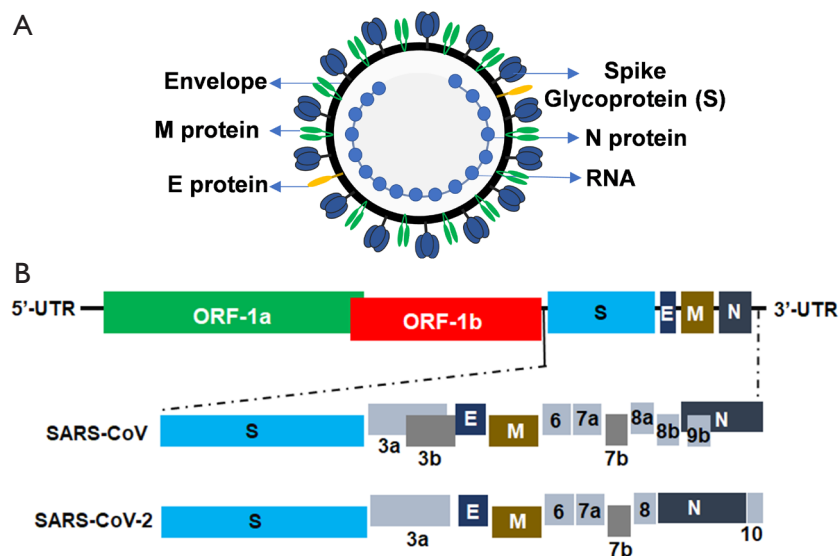 A
Envelope
M protein
E protein
Spike
Glycoprotein (S)
N protein
RNA
B
5’-UTR ORF-1a ORF-1b S E M N 3’-UTR
SARS-CoV S 3a 3b E M 6 7a 7b 8a 8b 9b N
SARS-CoV-2 S 3a E M 6 7a 7b 8 N 10